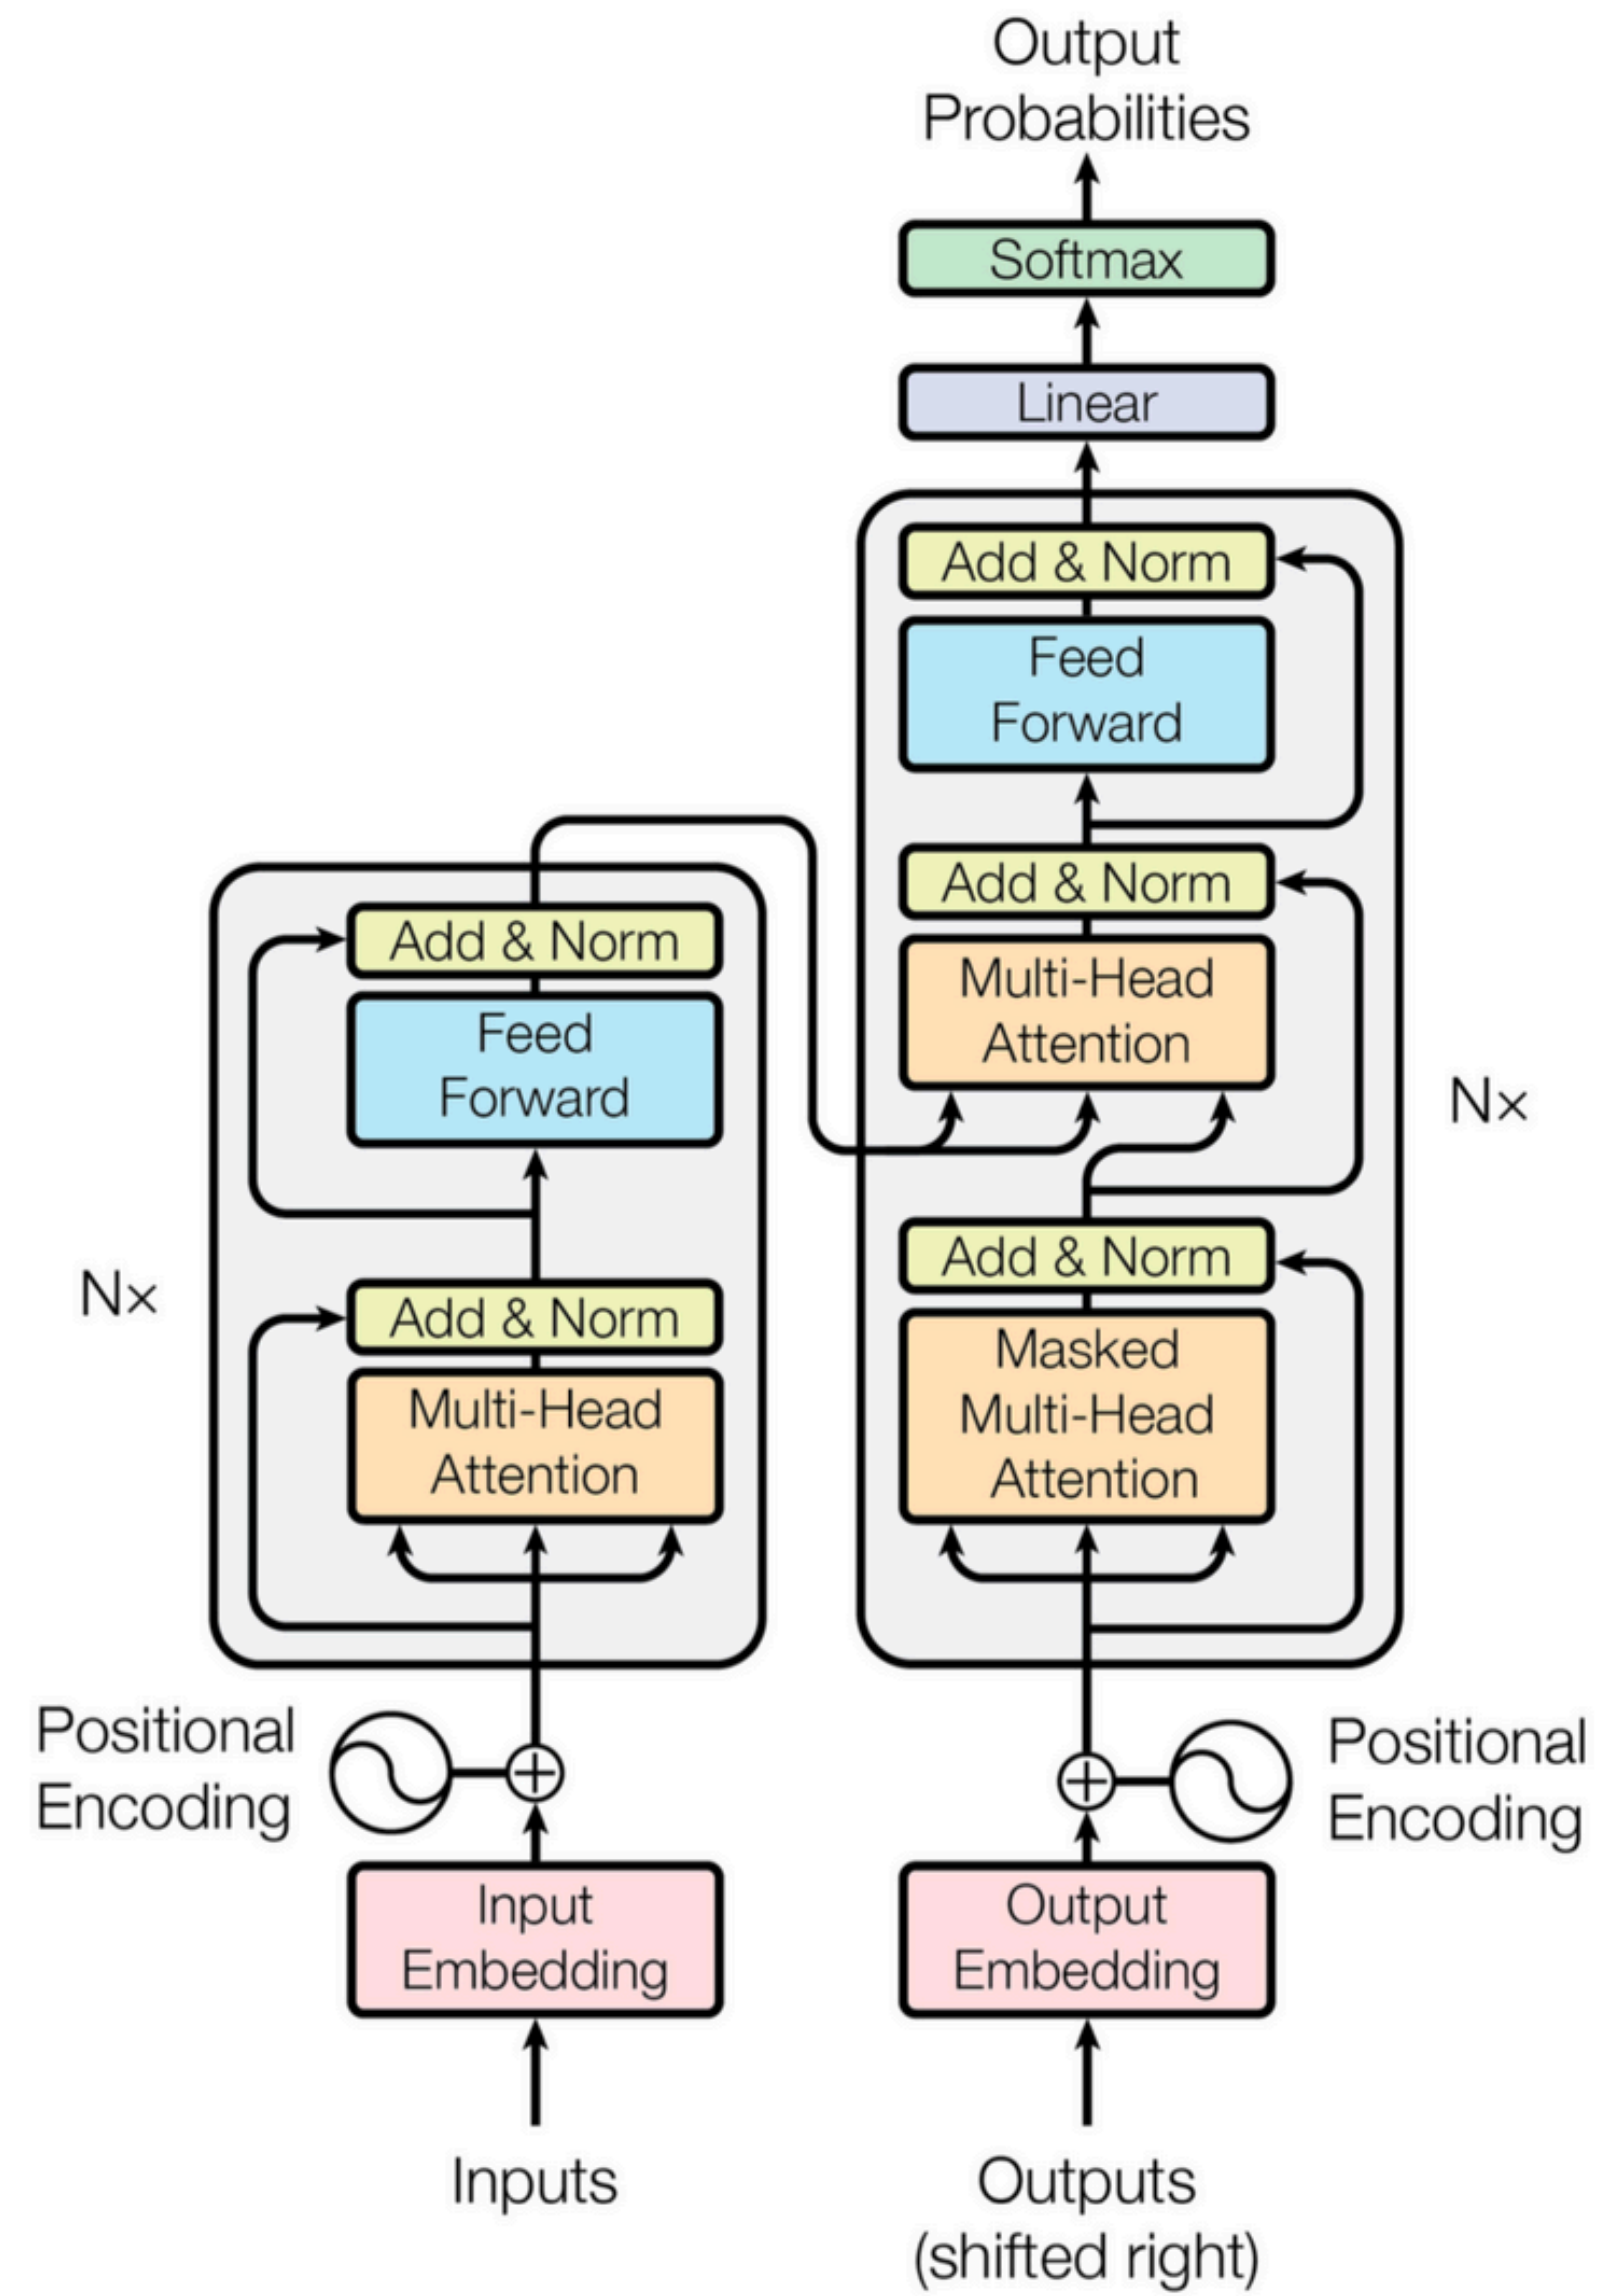 Output
Probabilities
Softmax
Linear
Add & Norm
Feed
Forward
Add & Norm
Multi-Head
Attention
Add & Norm
Masked
Multi-Head
Attention
N×
Add & Norm
Feed
Forward
Add & Norm
Multi-Head
Attention
N×
Positional
Encoding
Positional
Encoding
Input
Embedding
Output
Embedding
Inputs
Outputs
(shifted right)